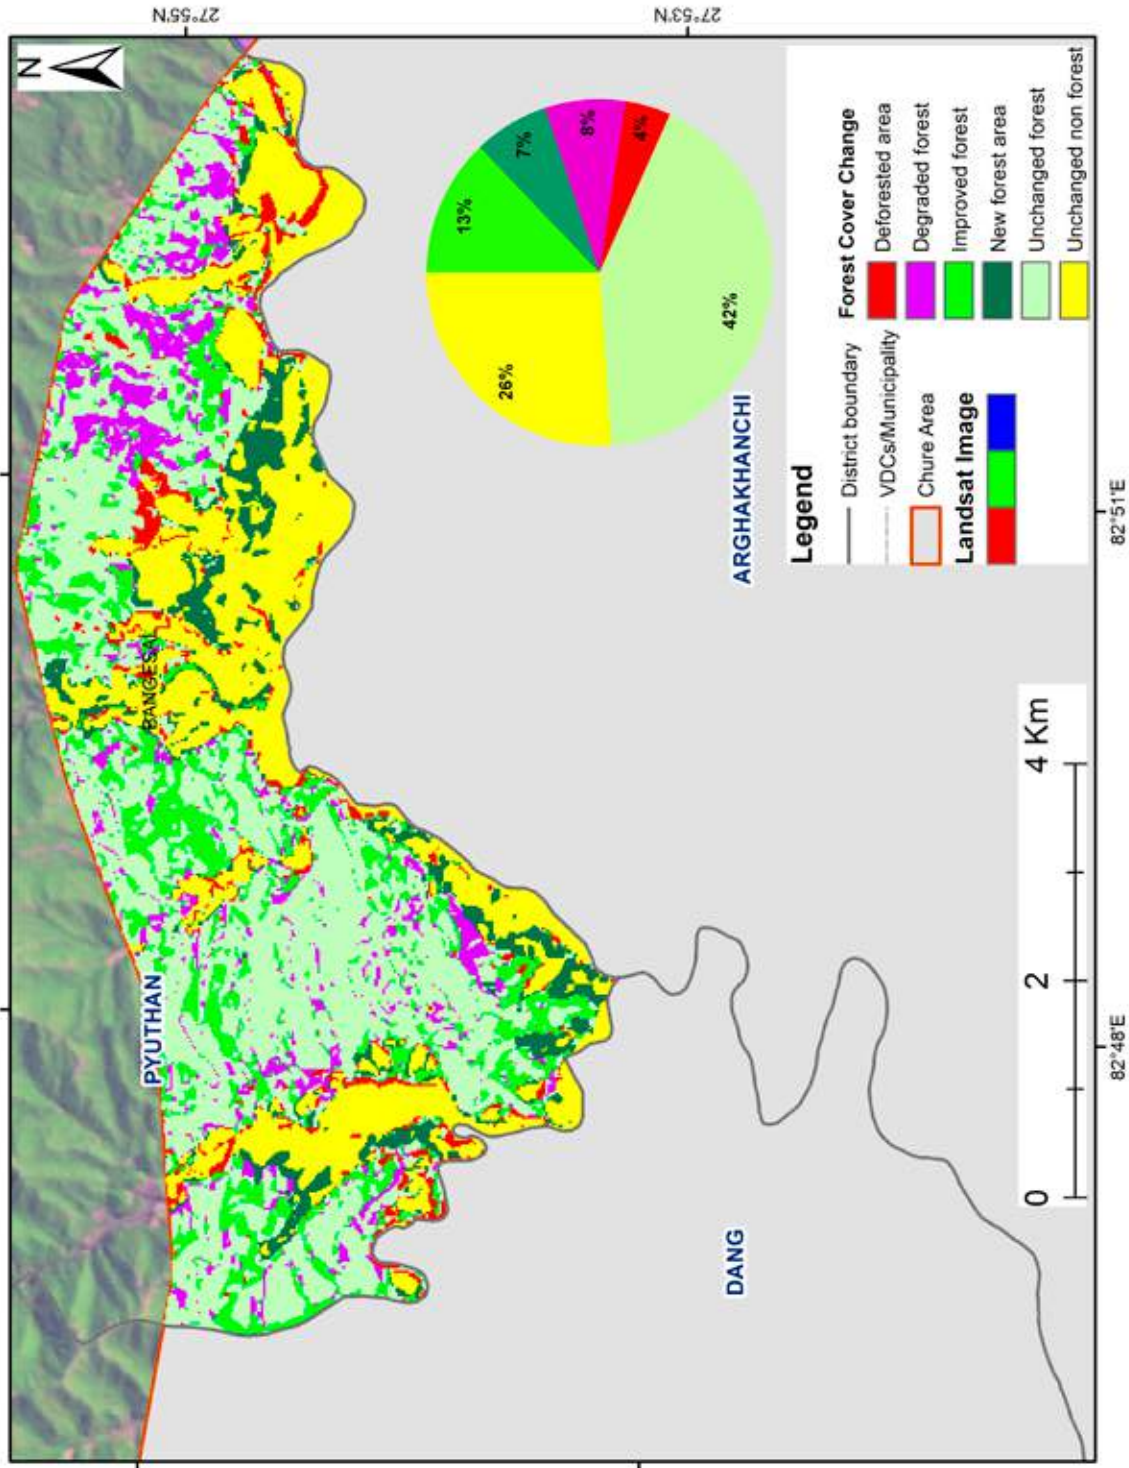 N
27°55'N
27°53'N
PYUTHAN
BANGESAL
ARGHAKHANCHI
DANG
13%
7%
8%
4%
42%
26%
Legend
District boundary
VDCs/Municipality
Chure Area
Landsat Image
Forest Cover Change
Deforested area
Degraded forest
Improved forest
New forest area
Unchanged forest
Unchanged non forest
0 2 4 Km
82°48'E
82°51'E